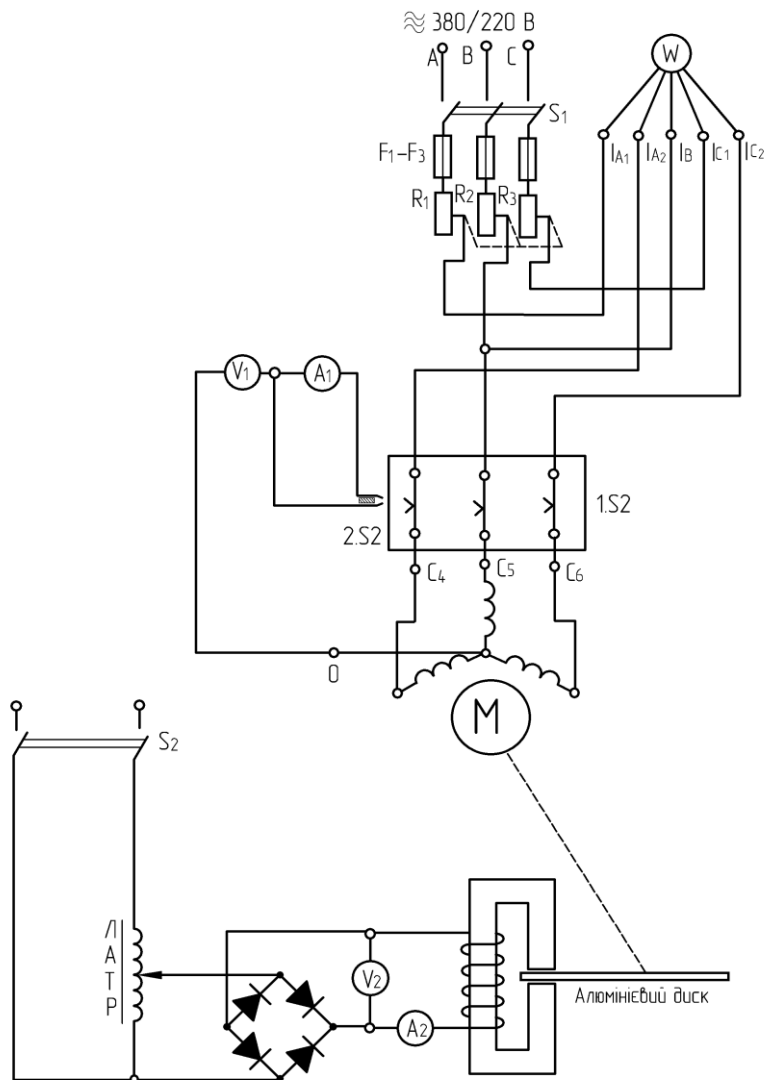 ≈ 380/220 В
A B C
W
S1
F1-F3
IA1 IA2 IB IC1 IC2
R1 R2 R3
V1 A1
1.S2
2.S2
C4 C5 C6
O
M
S2
ЛАТР
V2
A2
Алюмінієвий диск